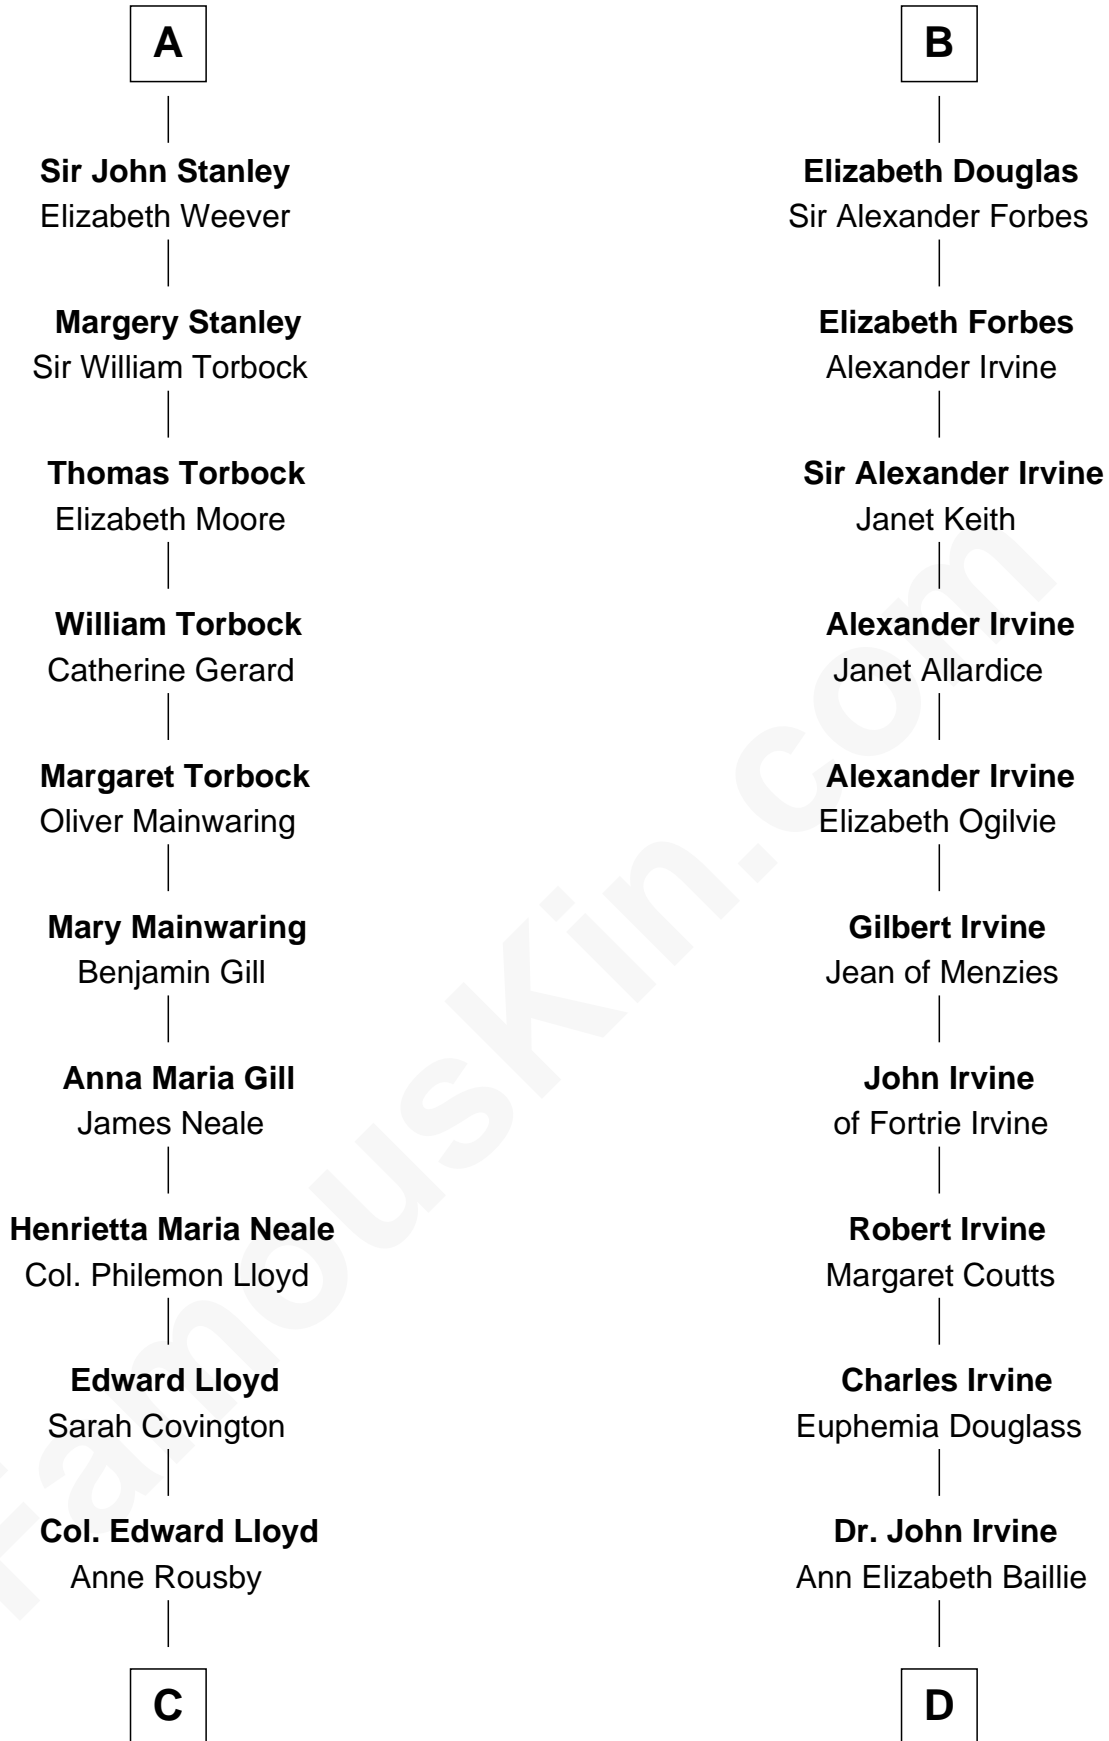 A
Sir John Stanley
Elizabeth Weever
Margery Stanley
Sir William Torbock
Thomas Torbock
Elizabeth Moore
William Torbock
Catherine Gerard
Margaret Torbock
Oliver Mainwaring
Mary Mainwaring
Benjamin Gill
Anna Maria Gill
James Neale
Henrietta Maria Neale
Col. Philemon Lloyd
Edward Lloyd
Sarah Covington
Col. Edward Lloyd
Anne Rousby
C
B
Elizabeth Douglas
Sir Alexander Forbes
Elizabeth Forbes
Alexander Irvine
Sir Alexander Irvine
Janet Keith
Alexander Irvine
Janet Allardice
Alexander Irvine
Elizabeth Ogilvie
Gilbert Irvine
Jean of Menzies
John Irvine
of Fortrie Irvine
Robert Irvine
Margaret Coutts
Charles Irvine
Euphemia Douglass
Dr. John Irvine
Ann Elizabeth Baillie
D
FamousKin.com